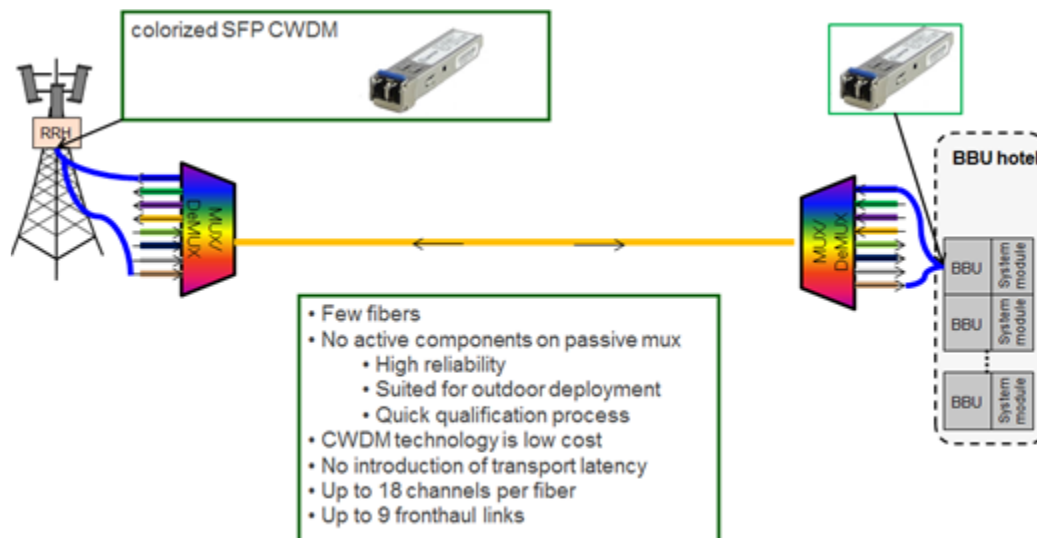 colorized SFP CWDM
RRH
MUX/
DeMUX
MUX/
DeMUX
BBU hotel
BBU
System
module
BBU
System
module
BBU
System
module
• Few fibers
• No active components on passive mux
• High reliability
• Suited for outdoor deployment
• Quick qualification process
• CWDM technology is low cost
• No introduction of transport latency
• Up to 18 channels per fiber
• Up to 9 fronthaul links